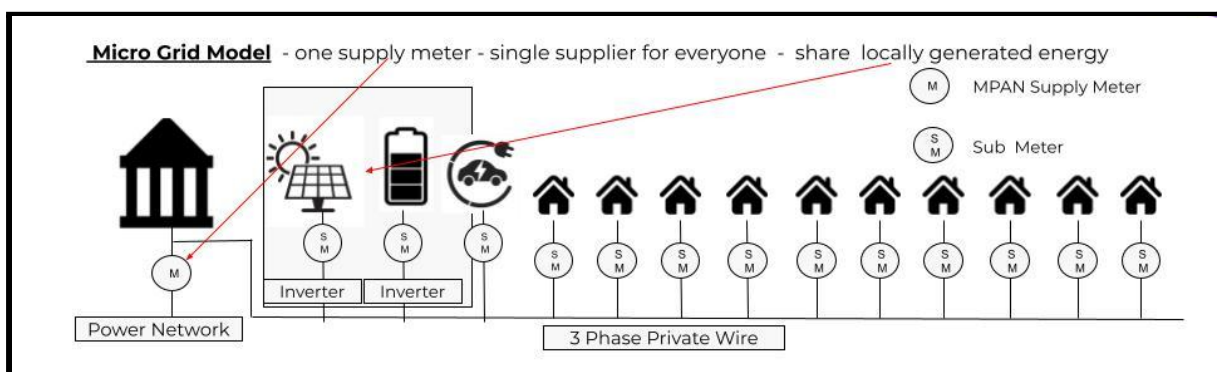 Micro Grid Model - one supply meter - single supplier for everyone - share locally generated energy
M MPAN Supply Meter
S M Sub Meter
S M
S M
S M
S M
S M
S M
S M
S M
S M
S M
S M
S M
S M
M
Inverter
Inverter
Power Network
3 Phase Private Wire